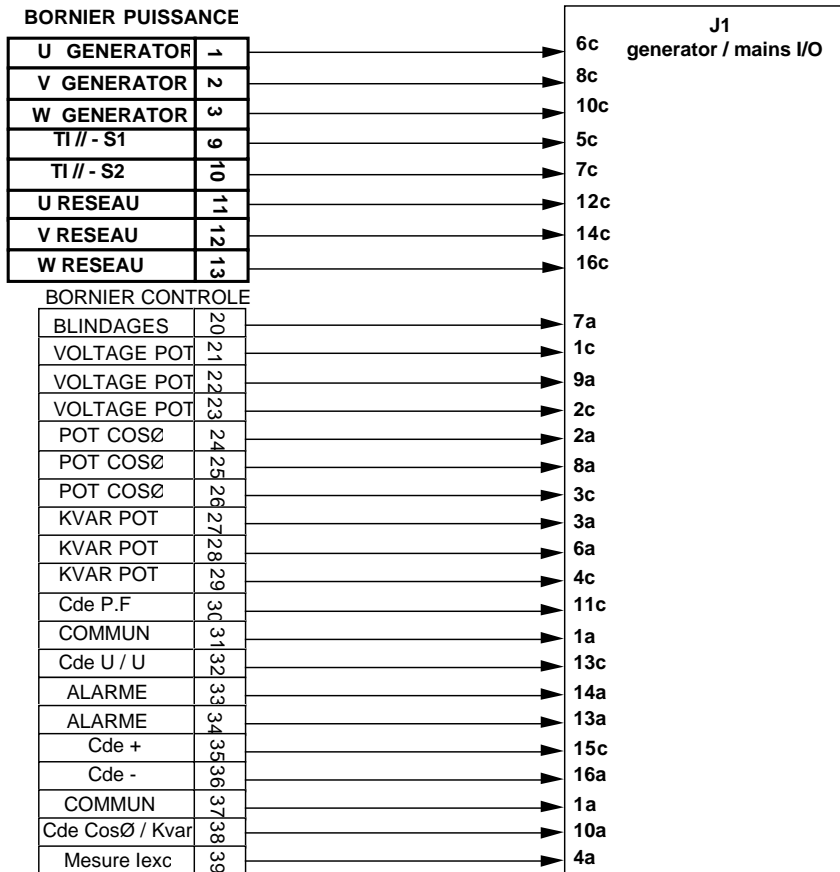 BORNIER PUISSANCE
J1
generator / mains I/O
U GENERATOR 1 6c
V GENERATOR 2 8c
W GENERATOR 3 10c
TI // - S1 9 5c
TI // - S2 10 7c
U RESEAU 11 12c
V RESEAU 12 14c
W RESEAU 13 16c
BORNIER CONTROLE
BLINDAGES 20 7a
VOLTAGE POT 21 1c
VOLTAGE POT 22 9a
VOLTAGE POT 23 2c
POT COSØ 24 2a
POT COSØ 25 8a
POT COSØ 26 3c
KVAR POT 27 3a
KVAR POT 28 6a
KVAR POT 29 4c
Cde P.F 30 11c
COMMUN 31 1a
Cde U / U 32 13c
ALARME 33 14a
ALARME 34 13a
Cde + 35 15c
Cde - 36 16a
COMMUN 37 1a
Cde CosØ / Kvar 38 10a
Mesure Iexc 39 4a